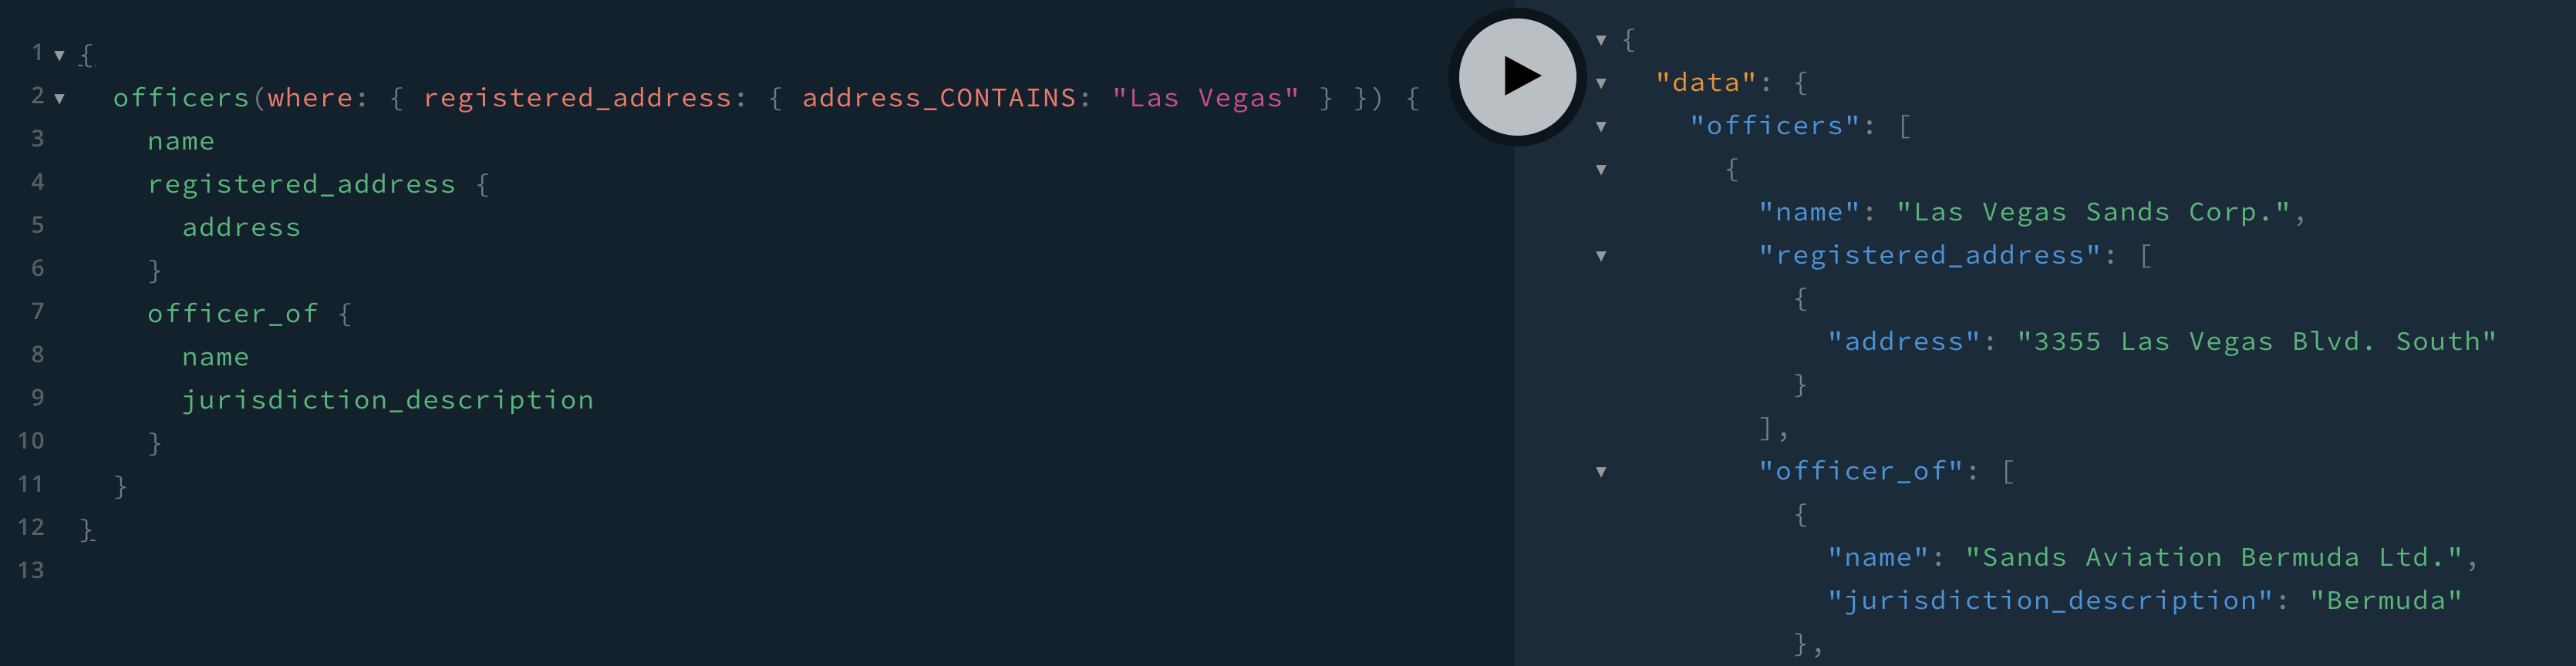 1 {
2 officers(where: { registered_address: { address_CONTAINS: "Las Vegas" } }) {
3 name
4 registered_address {
5 address
6 }
7 officer_of {
8 name
9 jurisdiction_description
10 }
11 }
12 }
13
{
"data": {
"officers": [
{
"name": "Las Vegas Sands Corp.",
"registered_address": [
{
"address": "3355 Las Vegas Blvd. South"
}
],
"officer_of": [
{
"name": "Sands Aviation Bermuda Ltd.",
"jurisdiction_description": "Bermuda"
},